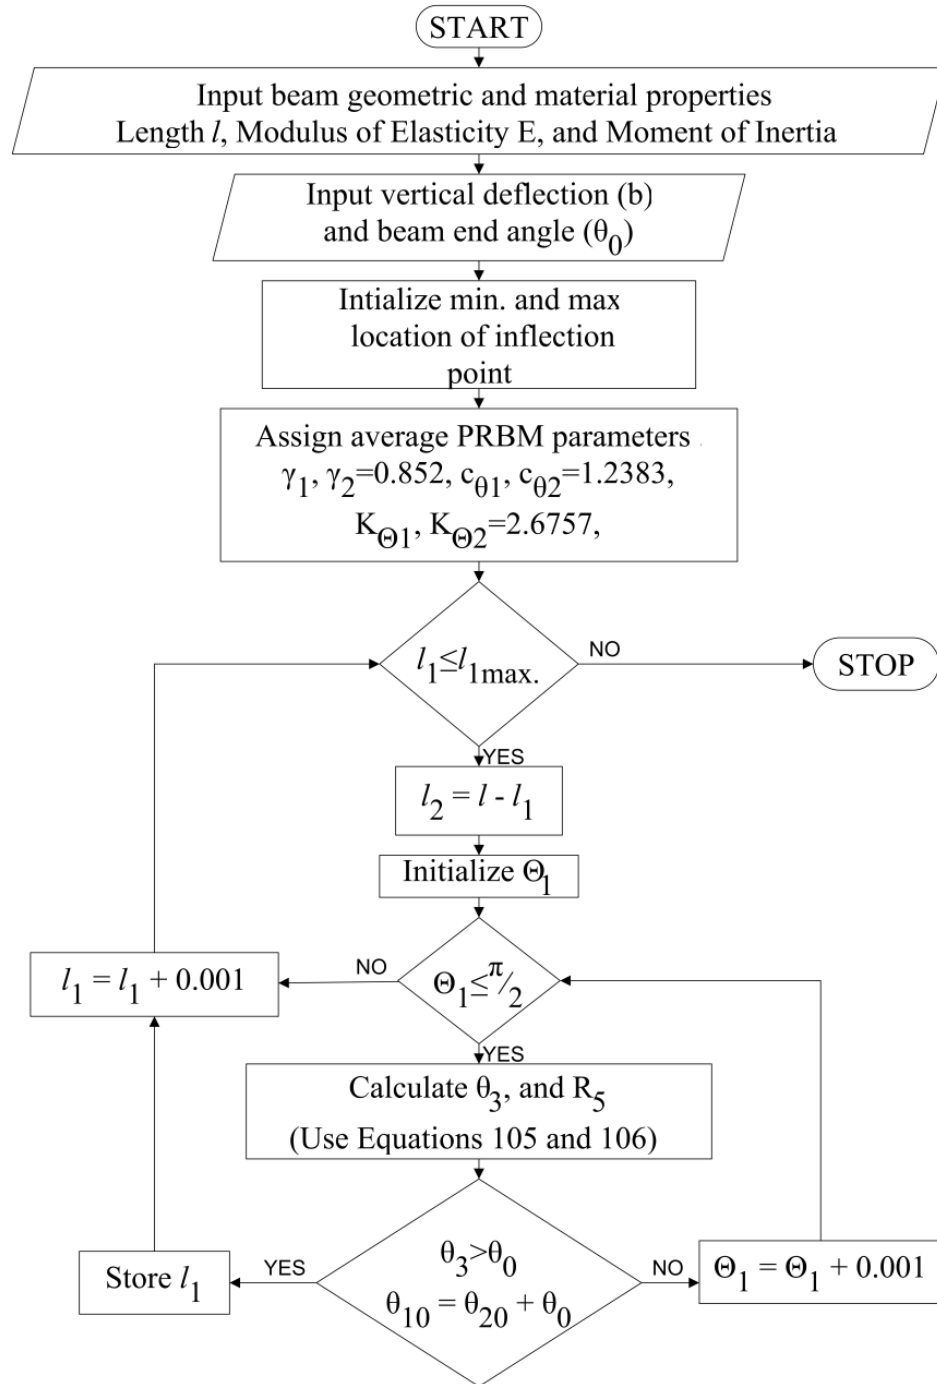 START
Input beam geometric and material properties
Length l, Modulus of Elasticity E, and Moment of Inertia
Input vertical deflection (b)
and beam end angle (θ0)
Intialize min. and max
location of inflection
point
Assign average PRBM parameters
γ1, γ2=0.852, cθ1, cθ2=1.2383,
KΘ1, KΘ2=2.6757,
l1≤l1max.
NO
STOP
YES
l2 = l - l1
Initialize Θ1
Θ1≤π/2
NO
l1 = l1 + 0.001
YES
Calculate θ3, and R5
(Use Equations 105 and 106)
θ3>θ0
θ10 = θ20 + θ0
YES
Store l1
NO
Θ1 = Θ1 + 0.001